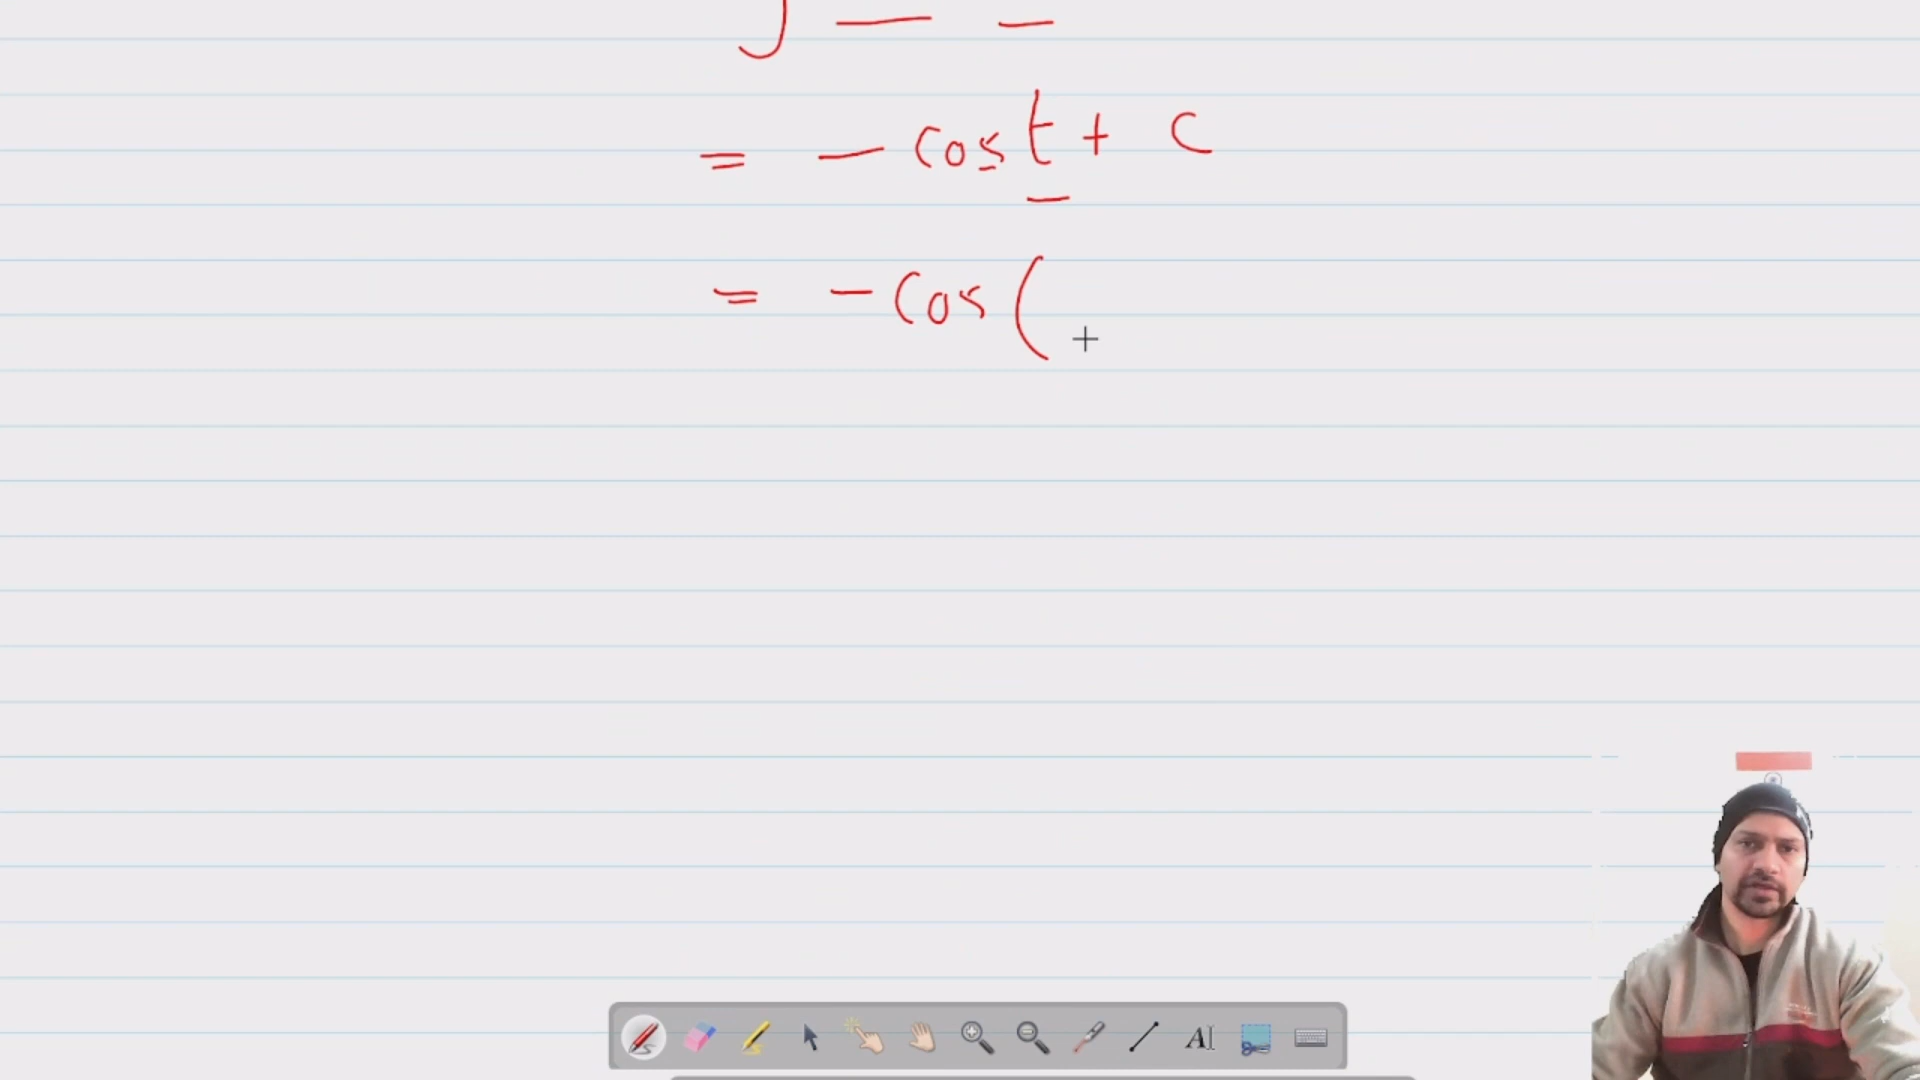 = - cos t + c
= - cos (